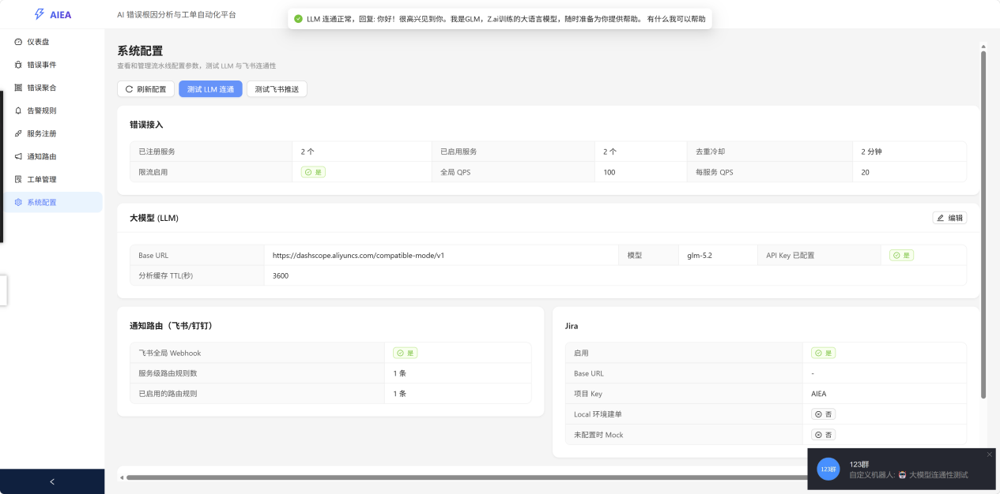 AIEA
AI 错误根因分析与工单自动化平台
LLM 连通正常，回复: 你好！很高兴见到你。我是GLM，Z.ai训练的大语言模型，随时准备为你提供帮助。 有什么我可以帮助
仪表盘
错误事件
错误聚合
告警规则
服务注册
通知路由
工单管理
系统配置
系统配置
查看和管理流水线配置参数，测试 LLM 与飞书连通性
刷新配置 测试 LLM 连通 测试飞书推送
错误接入
已注册服务 2 个 已启用服务 2 个 去重冷却 2 分钟
限流启用 是 全局 QPS 100 每服务 QPS 20
大模型 (LLM) 编辑
Base URL https://dashscope.aliyuncs.com/compatible-mode/v1 模型 glm-5.2 API Key 已配置 是
分析缓存 TTL(秒) 3600
通知路由（飞书/钉钉）
飞书全局 Webhook 是
服务级路由规则数 1 条
已启用的路由规则 1 条
Jira
启用 是
Base URL -
项目 Key AIEA
Local 环境建单 否
未配置时 Mock 否
123群
123群
自定义机器人: 大模型连通性测试